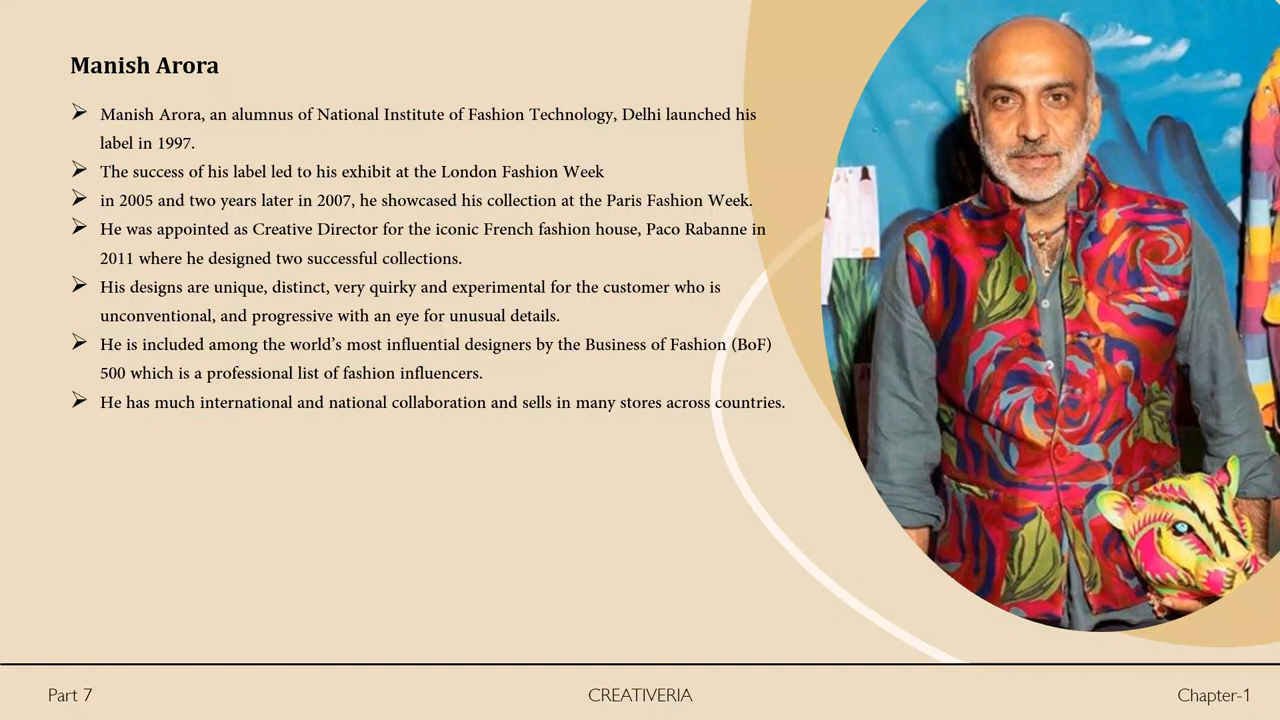 Manish Arora
Manish Arora, an alumnus of National Institute of Fashion Technology, Delhi launched his
label in 1997.
The success of his label led to his exhibit at the London Fashion Week
in 2005 and two years later in 2007, he showcased his collection at the Paris Fashion Week.
He was appointed as Creative Director for the iconic French fashion house, Paco Rabanne in
2011 where he designed two successful collections.
His designs are unique, distinct, very quirky and experimental for the customer who is
unconventional, and progressive with an eye for unusual details.
He is included among the world’s most influential designers by the Business of Fashion (BoF)
500 which is a professional list of fashion influencers.
He has much international and national collaboration and sells in many stores across countries.
Part 7
CREATIVERIA
Chapter-1